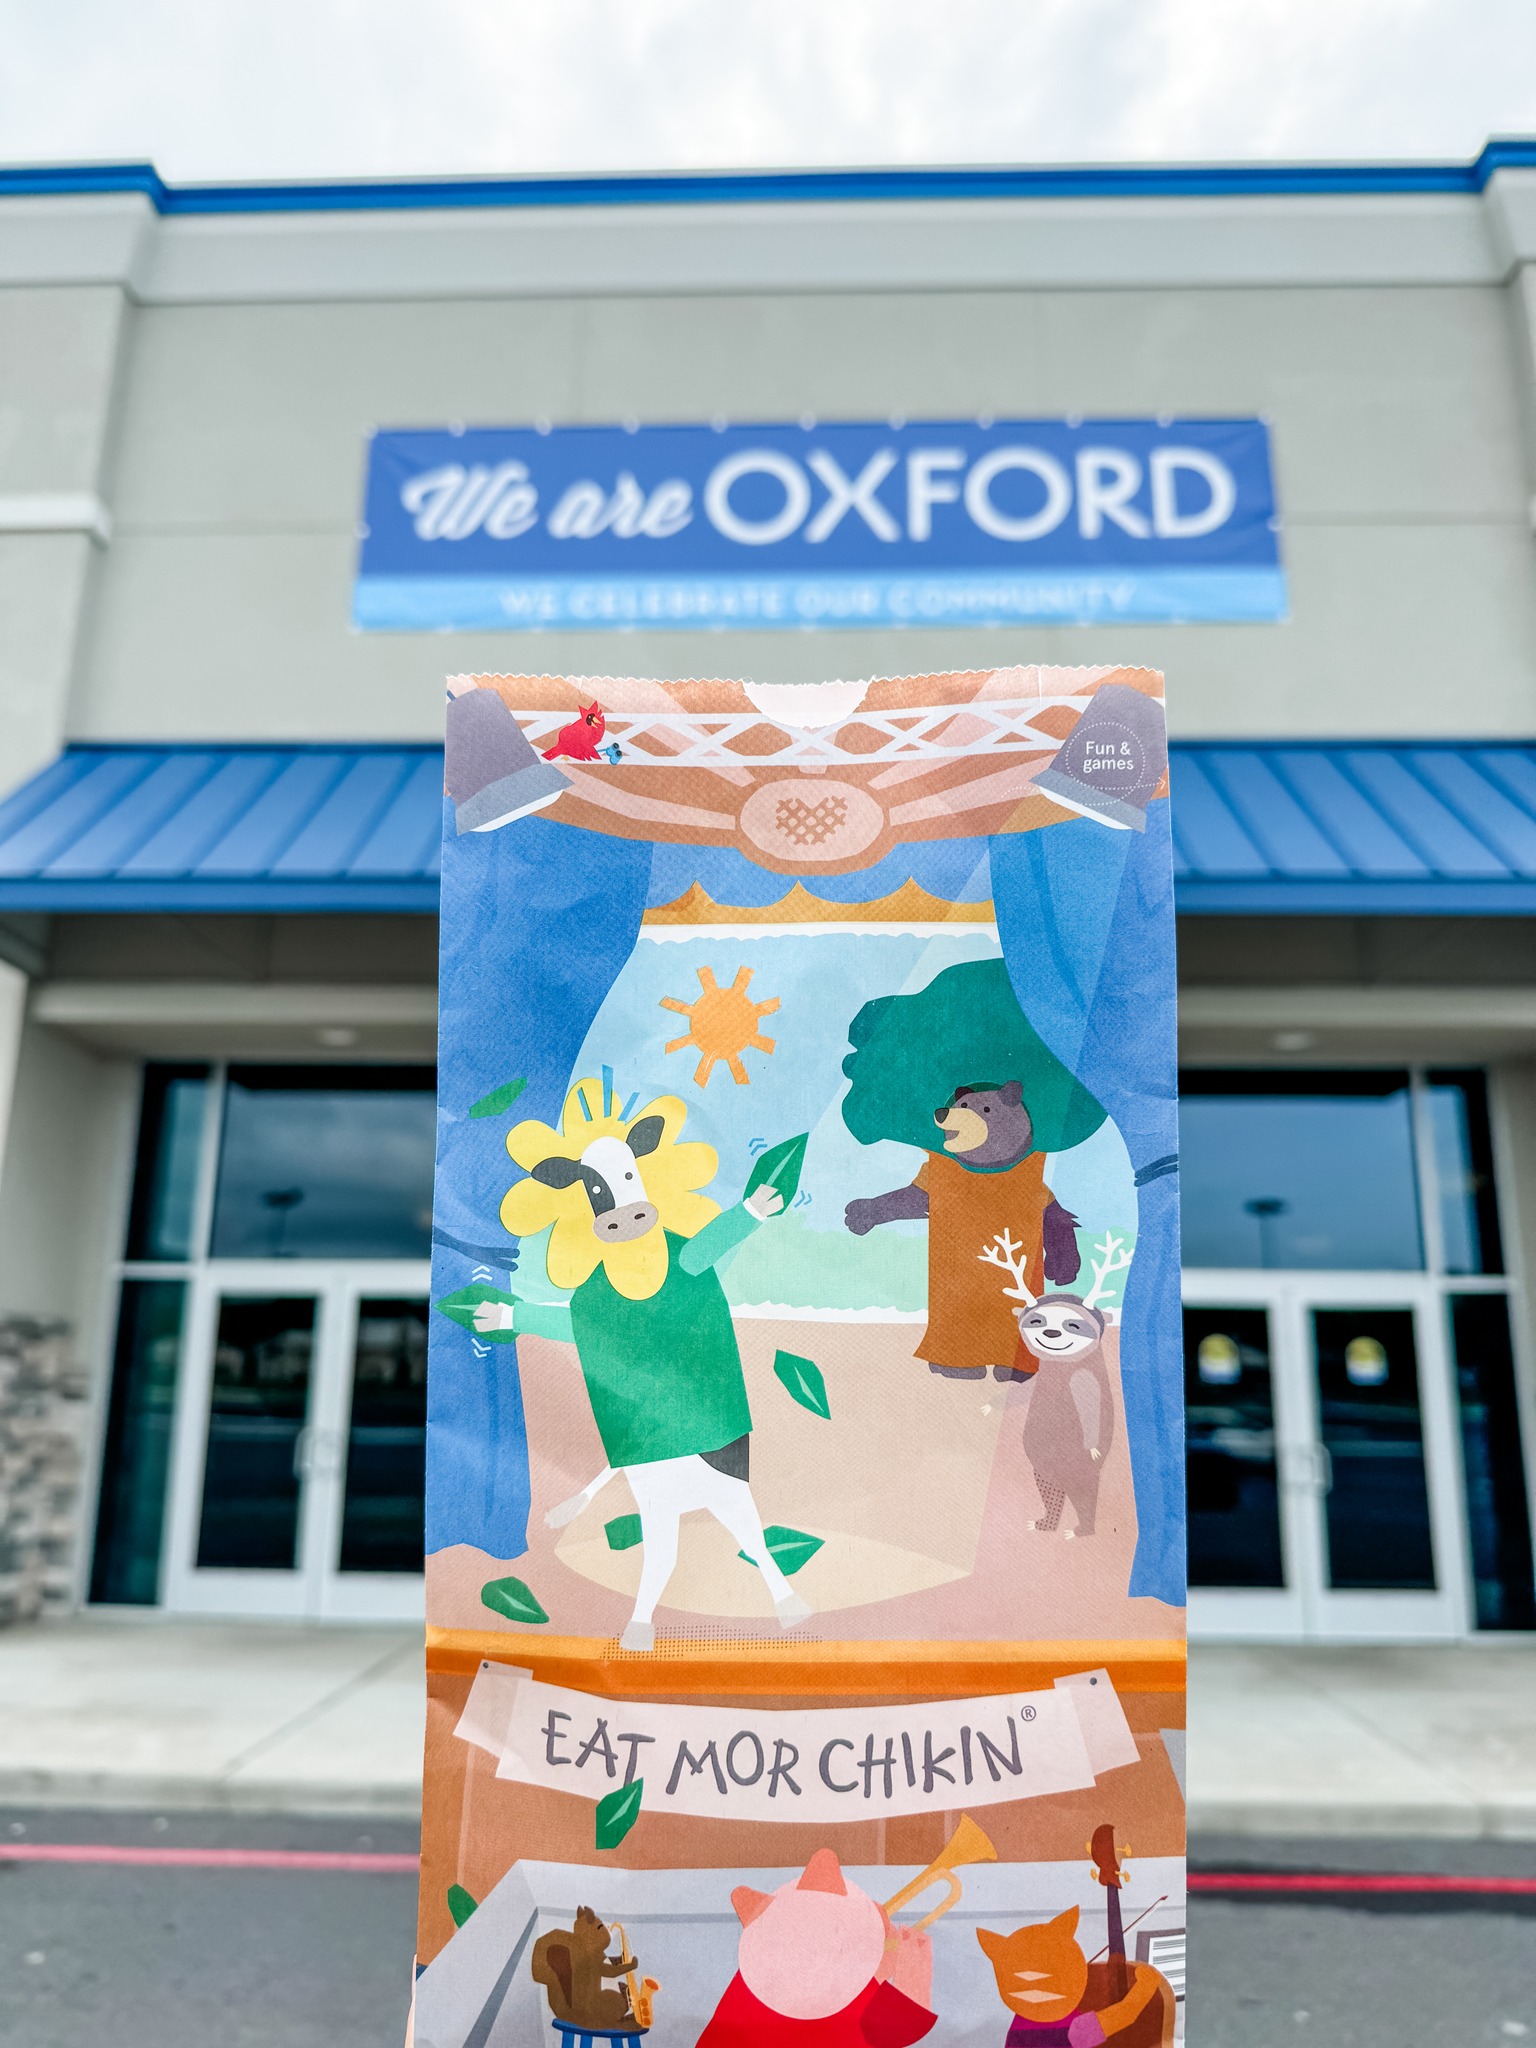 We are OXFORD
WE CELEBRATE OUR COMMUNITY
Fun &
games
EAT MOR CHIKIN®